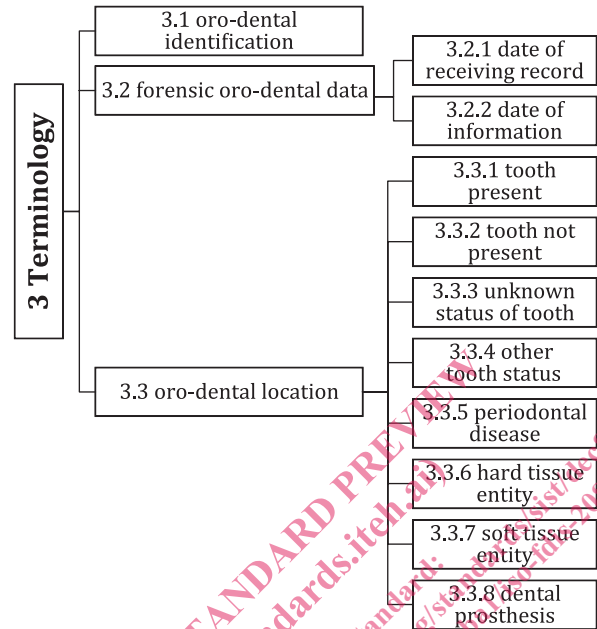 3 Terminology
3.1 oro-dental
identification
3.2 forensic oro-dental data
3.2.1 date of
receiving record
3.2.2 date of
information
3.3 oro-dental location
3.3.1 tooth
present
3.3.2 tooth not
present
3.3.3 unknown
status of tooth
3.3.4 other
tooth status
3.3.5 periodontal
disease
3.3.6 hard tissue
entity
3.3.7 soft tissue
entity
3.3.8 dental
prosthesis
STANDARD PREVIEW